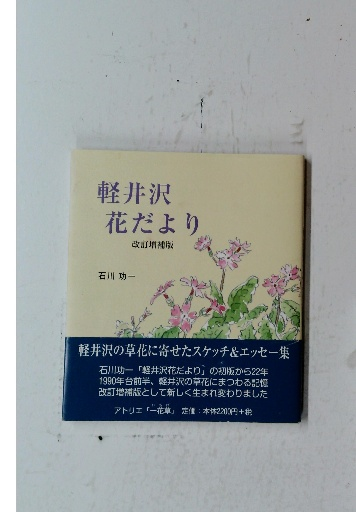 軽井沢
花だより
改訂増補版
石川 功一
軽井沢の草花に寄せたスケッチ&エッセー集
石川功一「軽井沢花だより」の初版から22年
1990年台前半、軽井沢の草花にまつわる記憶
改訂増補版として新しく生まれ変わりました
アトリエ「一花草」 定価:本体2200円+税